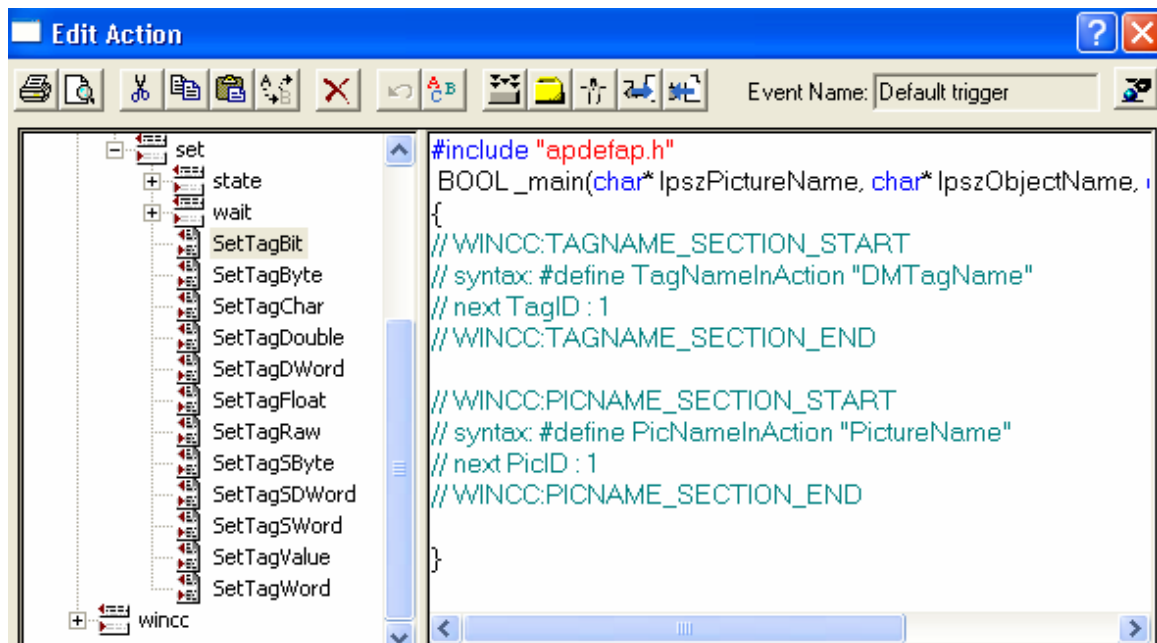 Edit Action
Event Name: Default trigger
set
state
wait
SetTagBit
SetTagByte
SetTagChar
SetTagDouble
SetTagDWord
SetTagFloat
SetTagRaw
SetTagSByte
SetTagSDWord
SetTagSWord
SetTagValue
SetTagWord
wincc
#include "apdefap.h"
BOOL _main(char* lpszPictureName, char* lpszObjectName,
{
// WINCC:TAGNAME_SECTION_START
// syntax: #define TagNameInAction "DMTagName"
// next TagID : 1
// WINCC:TAGNAME_SECTION_END
// WINCC:PICNAME_SECTION_START
// syntax: #define PicNameInAction "PictureName"
// next PicID : 1
// WINCC:PICNAME_SECTION_END
}